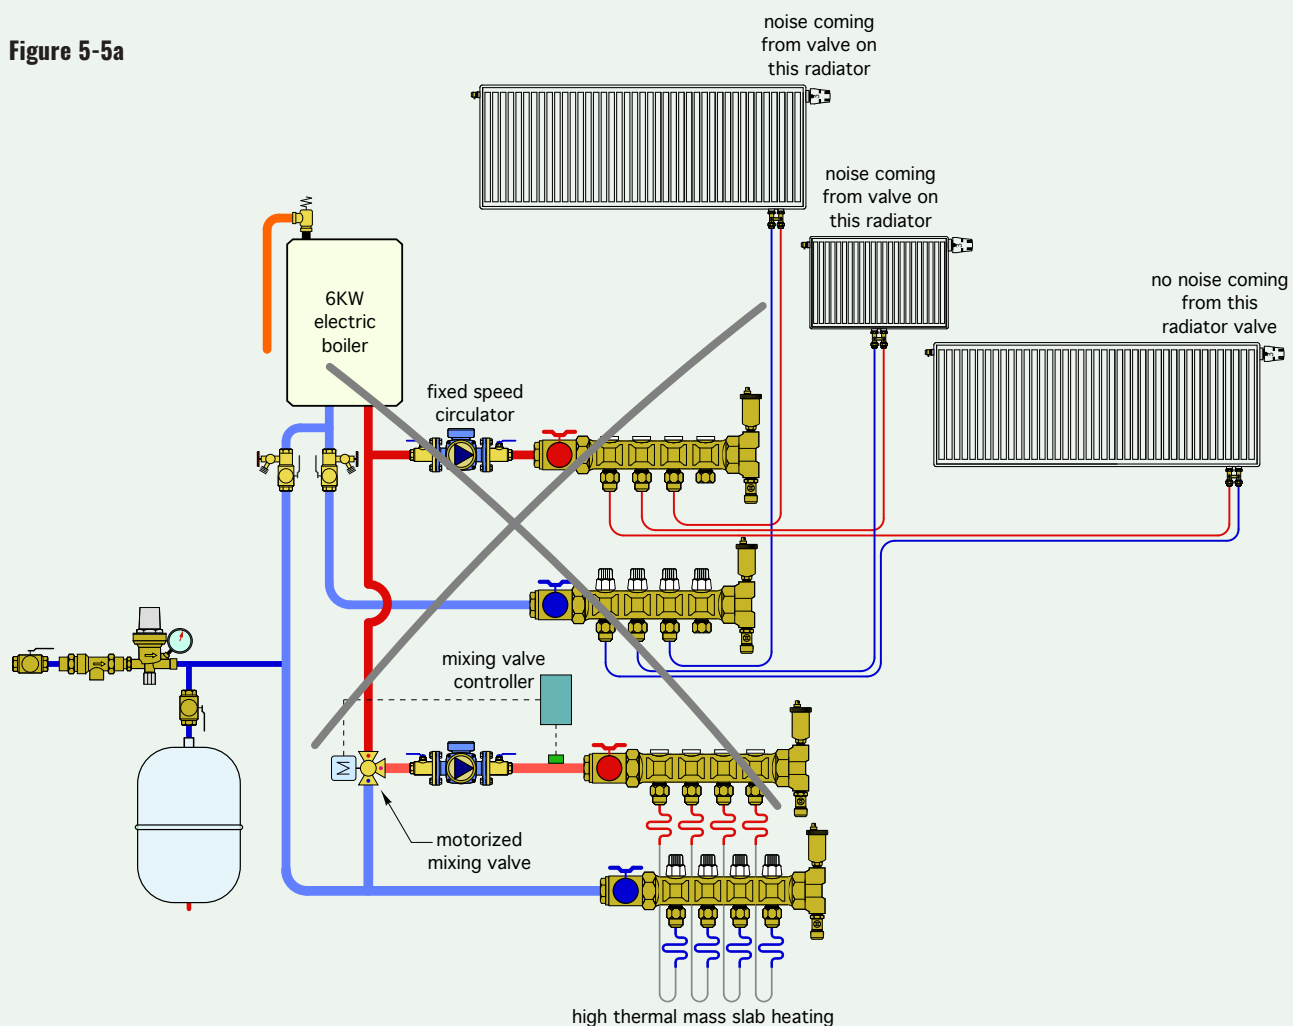 Figure 5-5a
noise coming
from valve on
this radiator
noise coming
from valve on
this radiator
no noise coming
from this
radiator valve
6KW
electric
boiler
fixed speed
circulator
mixing valve
controller
M
motorized
mixing valve
high thermal mass slab heating